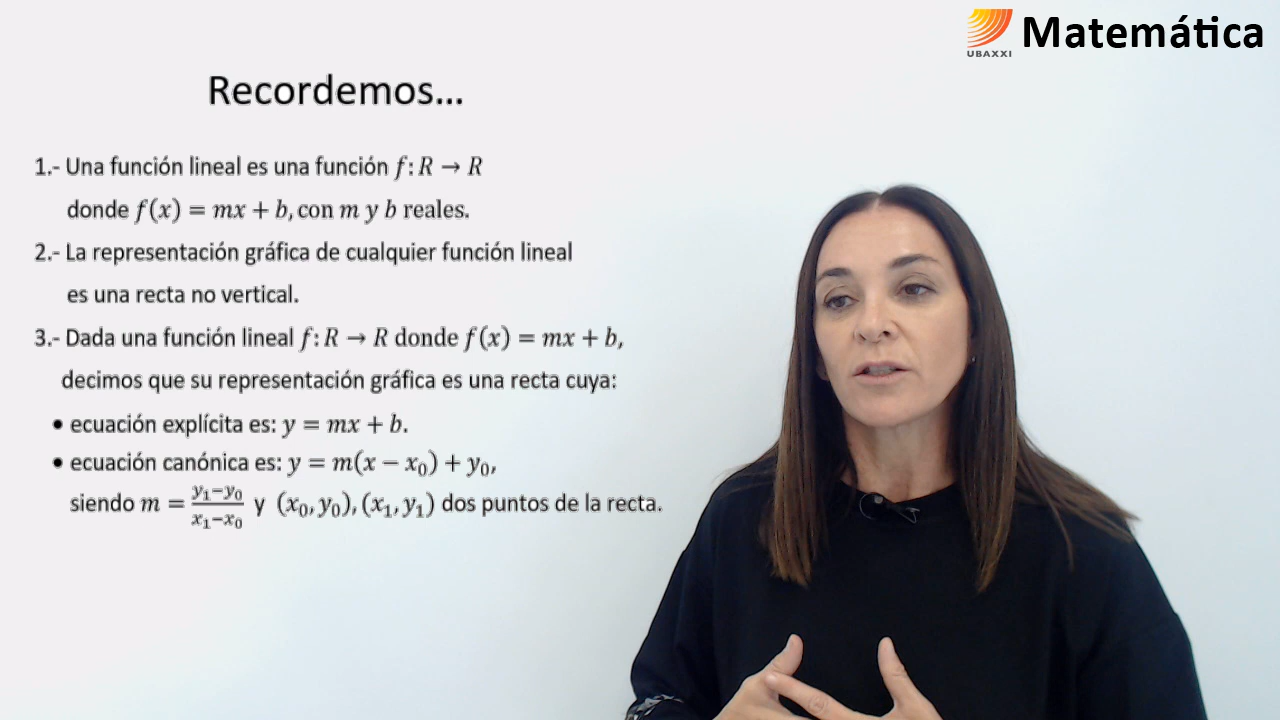 UBAXXI
Matemática
Recordemos...
1.- Una función lineal es una función f: R → R
donde f(x) = mx + b, con m y b reales.
2.- La representación gráfica de cualquier función lineal
es una recta no vertical.
3.- Dada una función lineal f: R → R donde f(x) = mx + b,
decimos que su representación gráfica es una recta cuya:
• ecuación explícita es: y = mx + b.
• ecuación canónica es: y = m(x − x₀) + y₀,
siendo m = (y₁−y₀)/(x₁−x₀) y (x₀, y₀), (x₁, y₁) dos puntos de la recta.